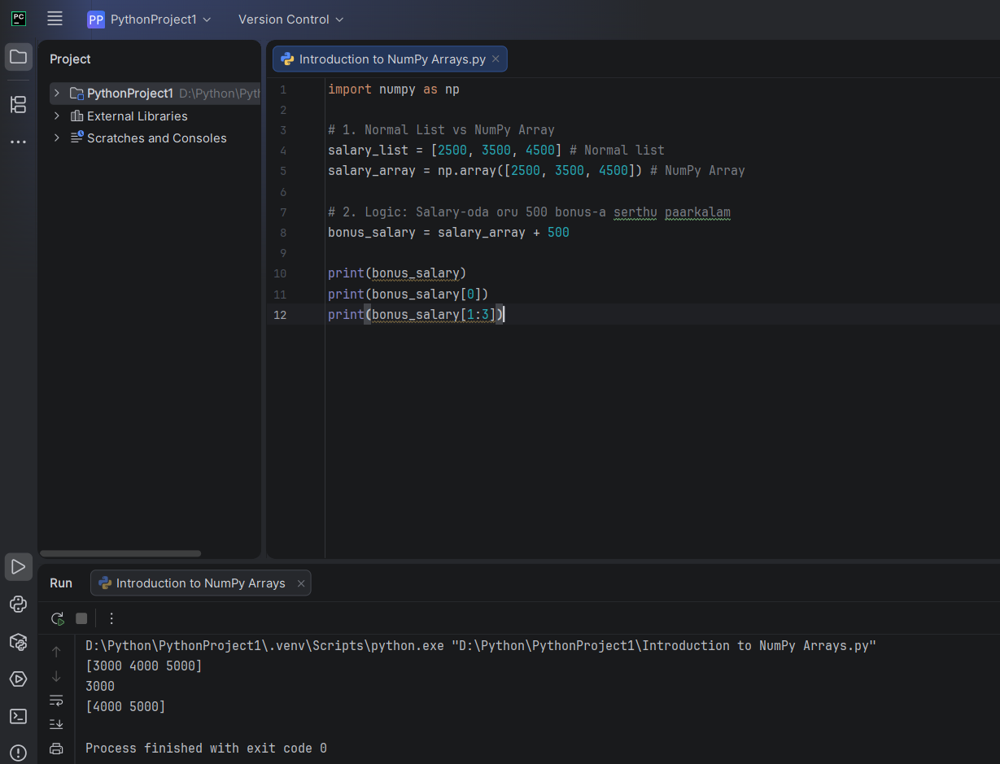 PC
PP PythonProject1 Version Control
Project
Introduction to NumPy Arrays.py
PythonProject1 D:\Python\Pyth
External Libraries
Scratches and Consoles
1 import numpy as np
2
3 # 1. Normal List vs NumPy Array
4 salary_list = [2500, 3500, 4500] # Normal list
5 salary_array = np.array([2500, 3500, 4500]) # NumPy Array
6
7 # 2. Logic: Salary-oda oru 500 bonus-a serthu paarkalam
8 bonus_salary = salary_array + 500
9
10 print(bonus_salary)
11 print(bonus_salary[0])
12 print(bonus_salary[1:3])
Run Introduction to NumPy Arrays
D:\Python\PythonProject1\.venv\Scripts\python.exe "D:\Python\PythonProject1\Introduction to NumPy Arrays.py"
[3000 4000 5000]
3000
[4000 5000]
Process finished with exit code 0